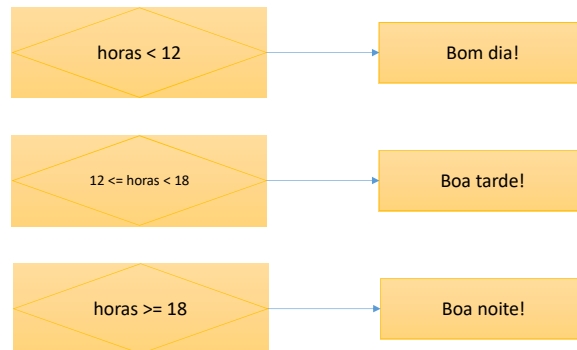 horas < 12
Bom dia!
12 <= horas < 18
Boa tarde!
horas >= 18
Boa noite!